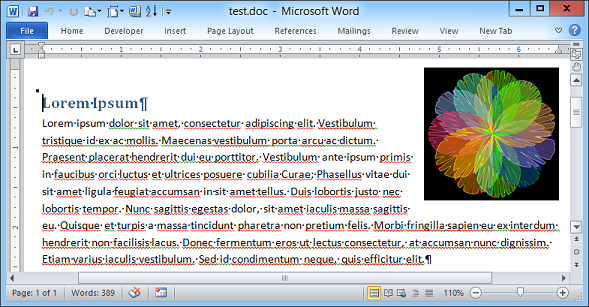 test.doc - Microsoft Word
File Home Developer Insert Page Layout References Mailings Review View New Tab
1 2 3 4 5 6
Lorem·Ipsum¶
Lorem·ipsum·dolor·sit·amet,·consectetur·adipiscing·elit.·Vestibulum·
tristique·id·ex·ac·mollis.·Maecenas·vestibulum·porta·arcu·ac·dictum.·
Praesent·placerat·hendrerit·dui·eu·porttitor.·Vestibulum·ante·ipsum·primis·
in·faucibus·orci·luctus·et·ultrices·posuere·cubilia·Curae;·Phasellus·vitae·dui·
sit·amet·ligula·feugiat·accumsan·in·sit·amet·tellus.·Duis·lobortis·justo·nec·
lobortis·tempor.·Nunc·sagittis·egestas·dolor,·sit·amet·iaculis·massa·sagittis·
eu.·Quisque·et·turpis·a·massa·tincidunt·pharetra·non·pretium·felis.·Morbi·fringilla·sapien·eu·ex·interdum·
hendrerit·non·facilisis·lacus.·Donec·fermentum·eros·ut·lectus·consectetur,·at·accumsan·nunc·dignissim.·
Etiam·varius·iaculis·vestibulum.·Sed·id·condimentum·neque,·quis·efficitur·elit.¶
Page: 1 of 1 Words: 389 110%